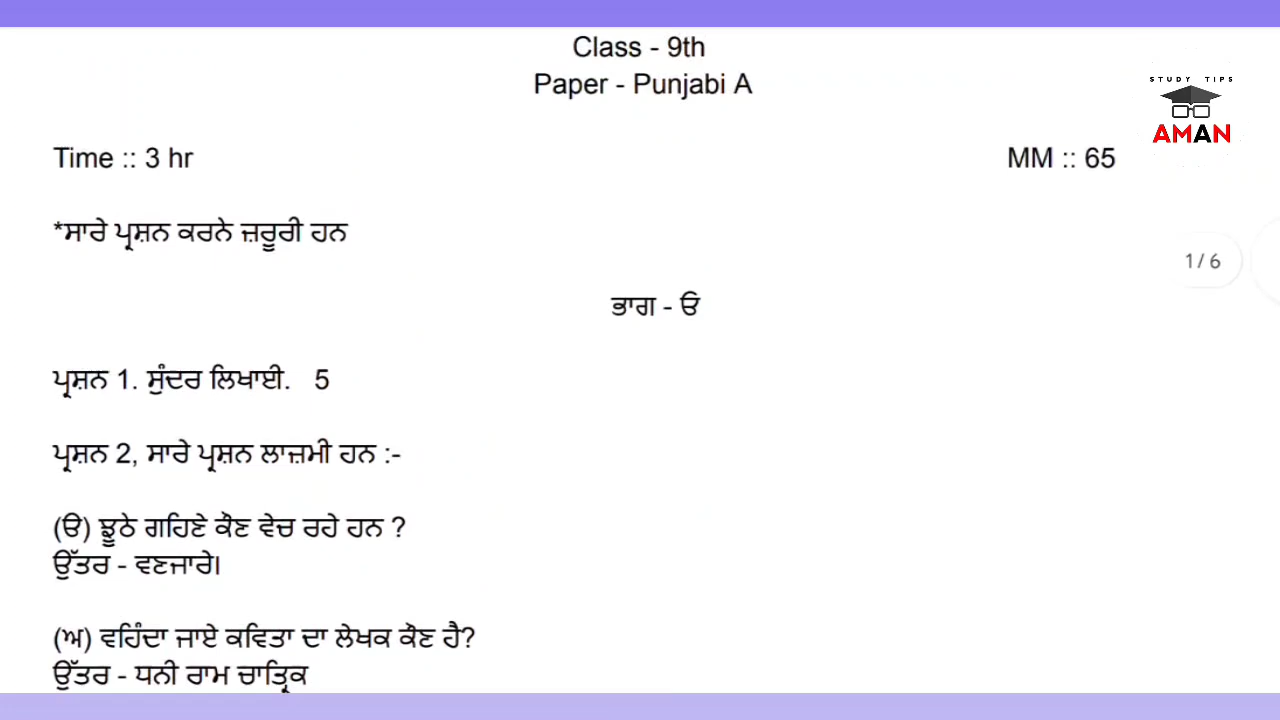 Class - 9th
Paper - Punjabi A
STUDY TIPS
AMAN
Time :: 3 hr
MM :: 65
*ਸਾਰੇ ਪ੍ਰਸ਼ਨ ਕਰਨੇ ਜ਼ਰੂਰੀ ਹਨ
1 / 6
ਭਾਗ - ਓ
ਪ੍ਰਸ਼ਨ 1. ਸੁੰਦਰ ਲਿਖਾਈ. 5
ਪ੍ਰਸ਼ਨ 2, ਸਾਰੇ ਪ੍ਰਸ਼ਨ ਲਾਜ਼ਮੀ ਹਨ :-
(ੳ) ਝੂਠੇ ਗਹਿਣੇ ਕੌਣ ਵੇਚ ਰਹੇ ਹਨ ?
ਉੱਤਰ - ਵਣਜਾਰੇ।
(ਅ) ਵਹਿੰਦਾ ਜਾਏ ਕਵਿਤਾ ਦਾ ਲੇਖਕ ਕੌਣ ਹੈ?
ਉੱਤਰ - ਧਨੀ ਰਾਮ ਚਾਤ੍ਰਿਕ